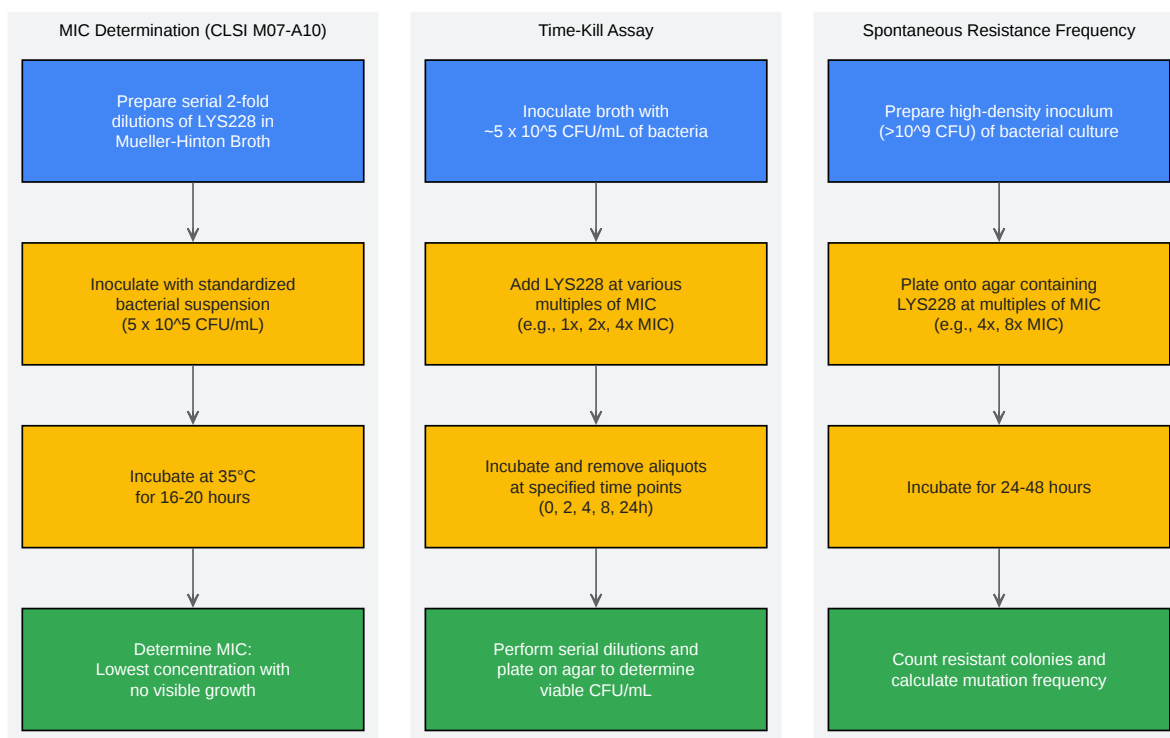 MIC Determination (CLSI M07-A10)
Prepare serial 2-fold
dilutions of LYS228 in
Mueller-Hinton Broth
Inoculate with standardized
bacterial suspension
(5 x 10^5 CFU/mL)
Incubate at 35°C
for 16-20 hours
Determine MIC:
Lowest concentration with
no visible growth
Time-Kill Assay
Inoculate broth with
~5 x 10^5 CFU/mL of bacteria
Add LYS228 at various
multiples of MIC
(e.g., 1x, 2x, 4x MIC)
Incubate and remove aliquots
at specified time points
(0, 2, 4, 8, 24h)
Perform serial dilutions and
plate on agar to determine
viable CFU/mL
Spontaneous Resistance Frequency
Prepare high-density inoculum
(>10^9 CFU) of bacterial culture
Plate onto agar containing
LYS228 at multiples of MIC
(e.g., 4x, 8x MIC)
Incubate for 24-48 hours
Count resistant colonies and
calculate mutation frequency